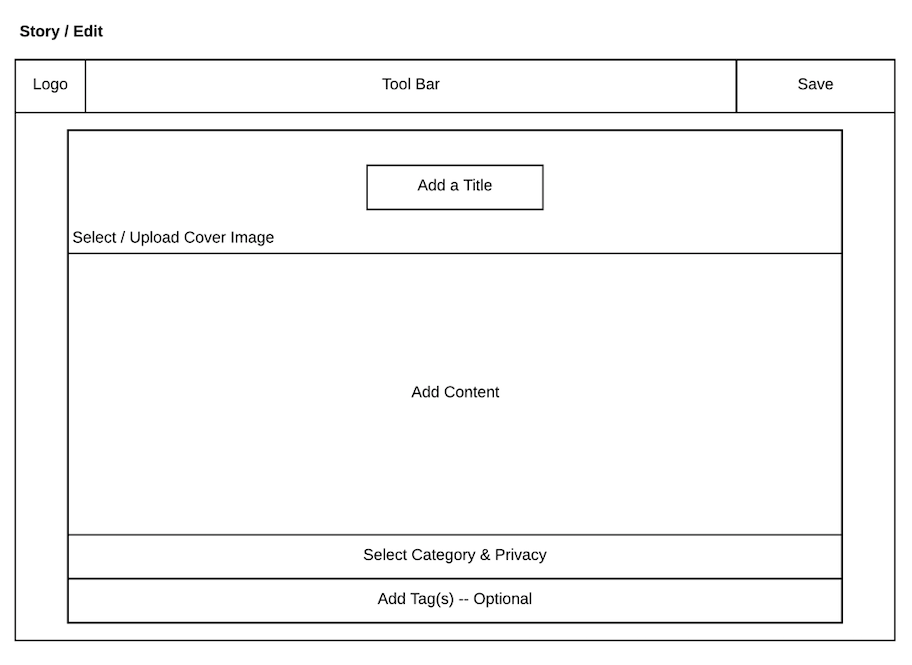 Story / Edit
Logo
Tool Bar
Save
Add a Title
Select / Upload Cover Image
Add Content
Select Category & Privacy
Add Tag(s) -- Optional